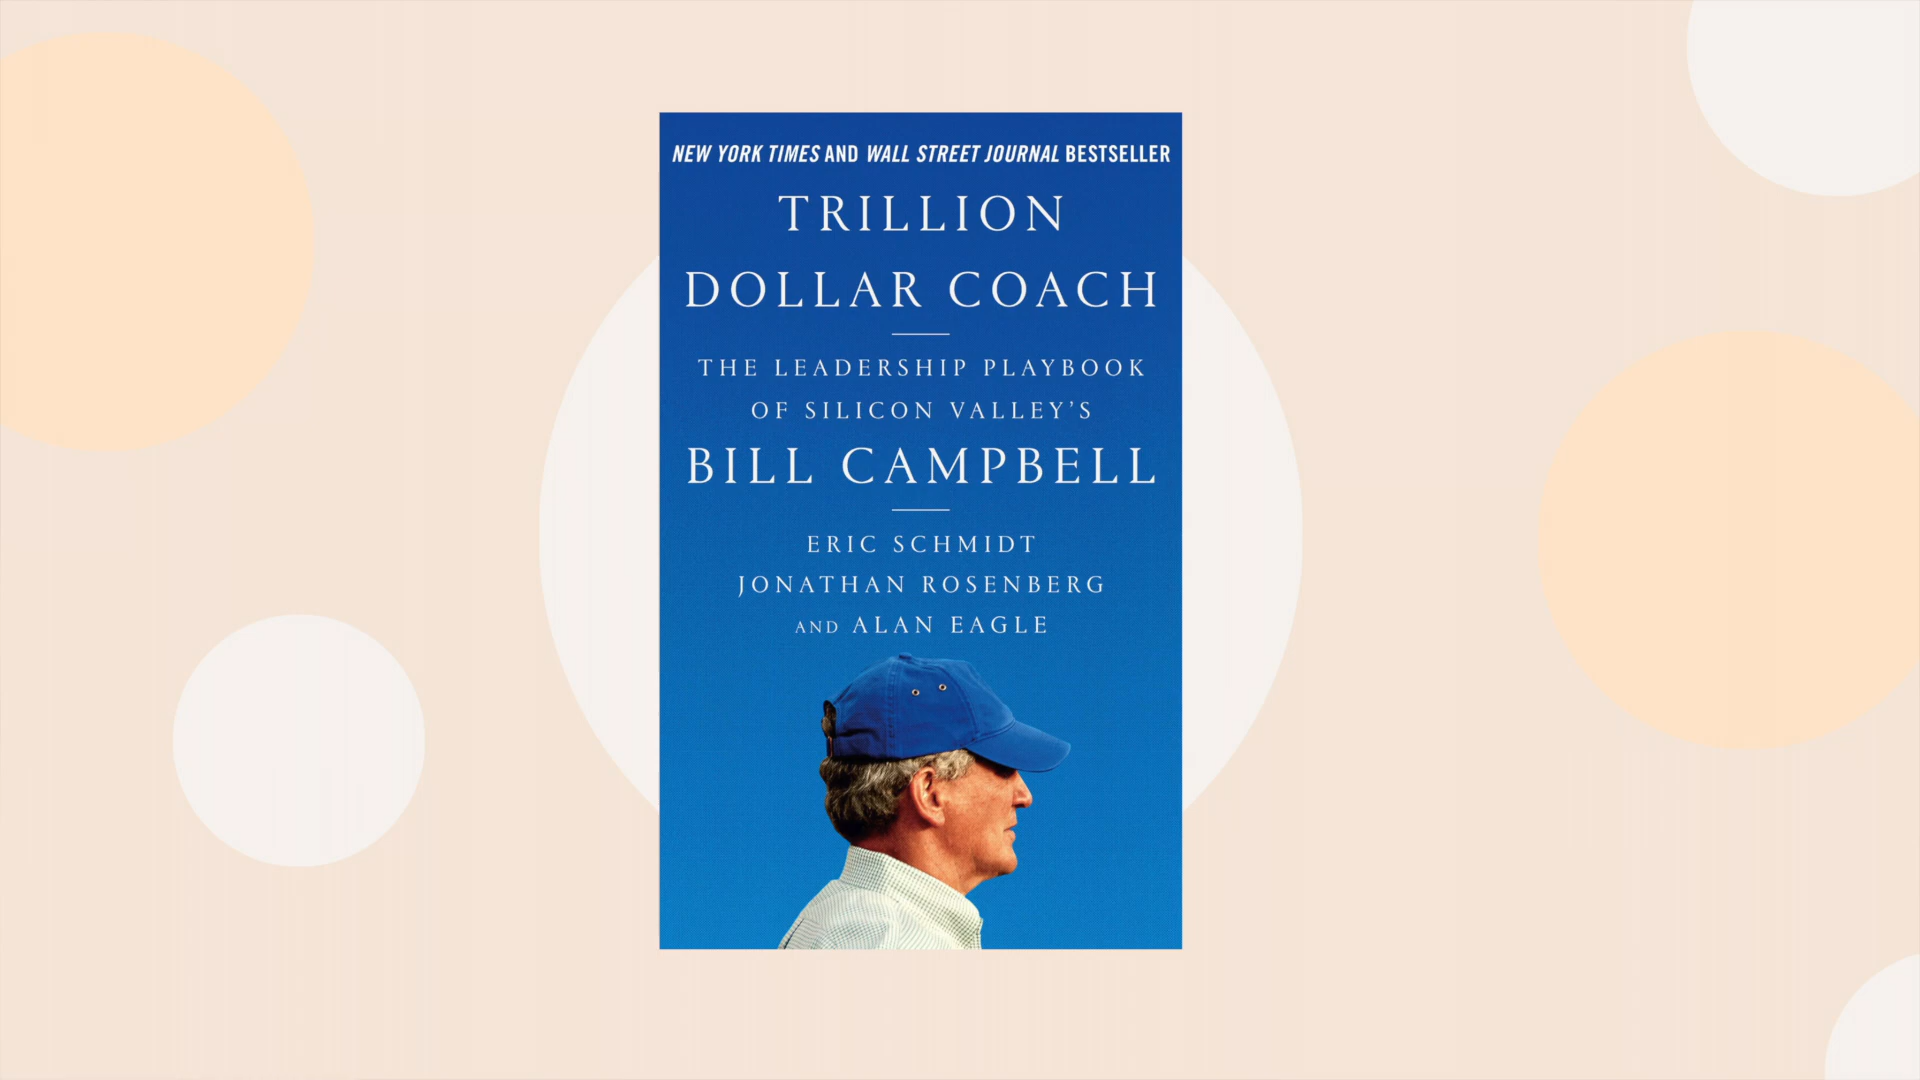 NEW YORK TIMES AND WALL STREET JOURNAL BESTSELLER
TRILLION
DOLLAR COACH
THE LEADERSHIP PLAYBOOK
OF SILICON VALLEY'S
BILL CAMPBELL
ERIC SCHMIDT
JONATHAN ROSENBERG
AND ALAN EAGLE